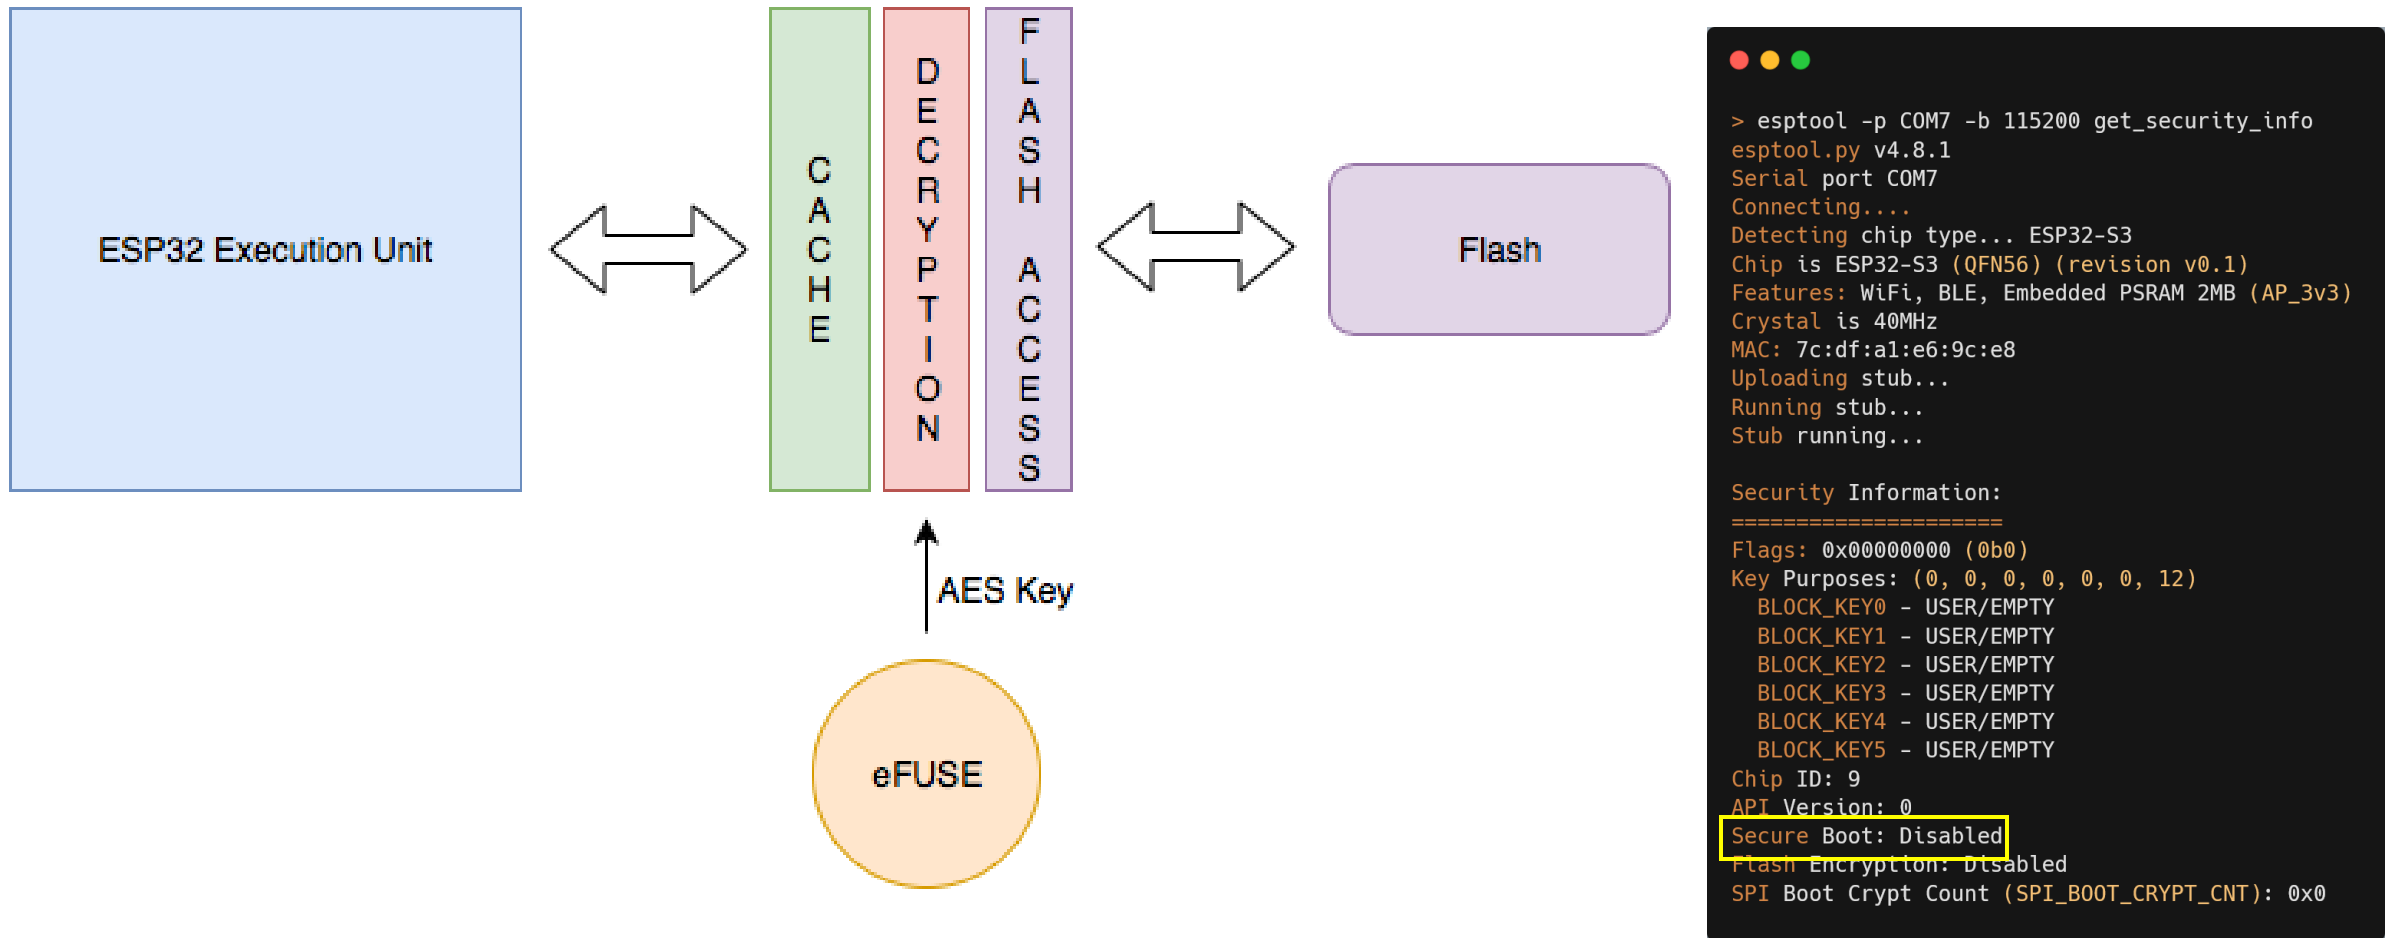 ESP32 Execution Unit
CACHE
DECRYPTION
FLASH ACCESS
Flash
AES Key
eFUSE
> esptool -p COM7 -b 115200 get_security_info
esptool.py v4.8.1
Serial port COM7
Connecting....
Detecting chip type... ESP32-S3
Chip is ESP32-S3 (QFN56) (revision v0.1)
Features: WiFi, BLE, Embedded PSRAM 2MB (AP_3v3)
Crystal is 40MHz
MAC: 7c:df:a1:e6:9c:e8
Uploading stub...
Running stub...
Stub running...
Security Information:
=====================
Flags: 0x00000000 (0b0)
Key Purposes: (0, 0, 0, 0, 0, 0, 12)
BLOCK_KEY0 - USER/EMPTY
BLOCK_KEY1 - USER/EMPTY
BLOCK_KEY2 - USER/EMPTY
BLOCK_KEY3 - USER/EMPTY
BLOCK_KEY4 - USER/EMPTY
BLOCK_KEY5 - USER/EMPTY
Chip ID: 9
API Version: 0
Secure Boot: Disabled
Flash Encryption: Disabled
SPI Boot Crypt Count (SPI_BOOT_CRYPT_CNT): 0x0